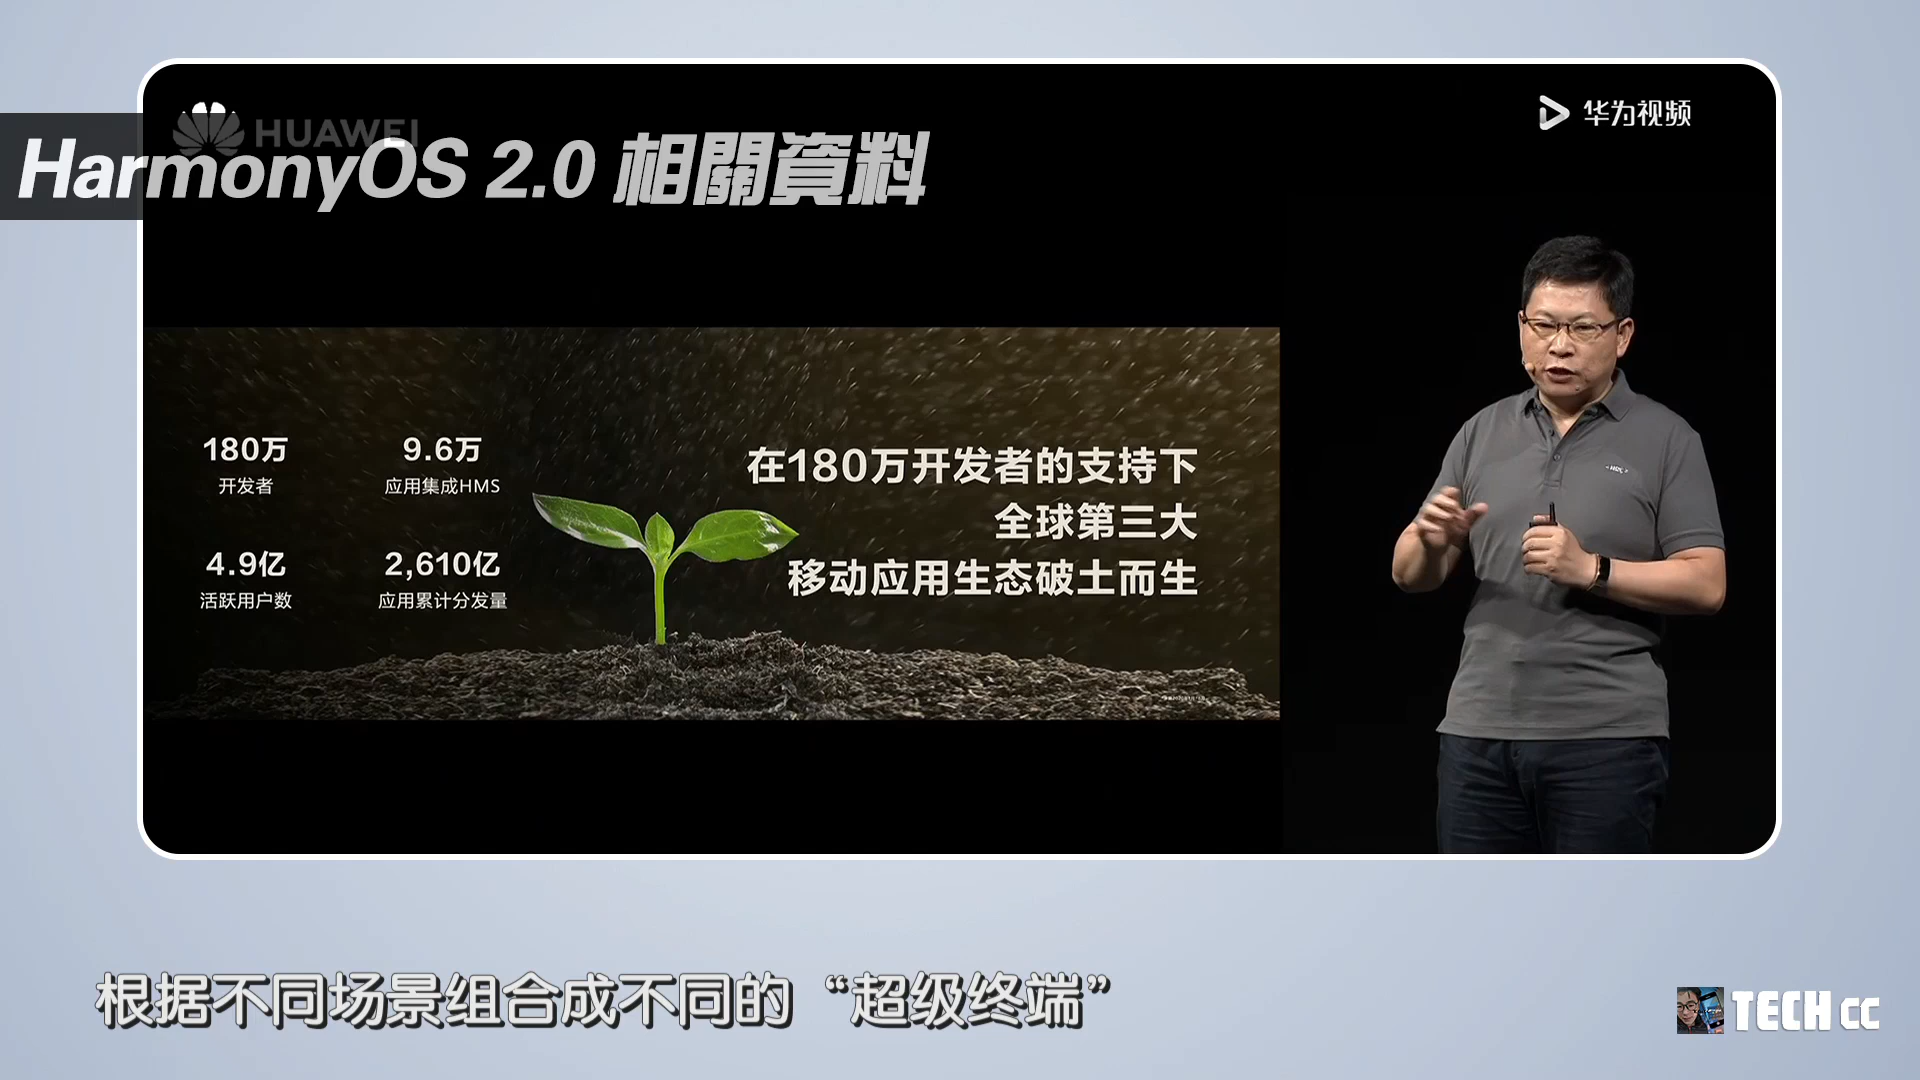 HUAWEI
华为视频
HarmonyOS 2.0 相關資料
180万
开发者
9.6万
应用集成HMS
4.9亿
活跃用户数
2,610亿
应用累计分发量
在180万开发者的支持下
全球第三大
移动应用生态破土而生
根据不同场景组合成不同的“超级终端”
TECH CC